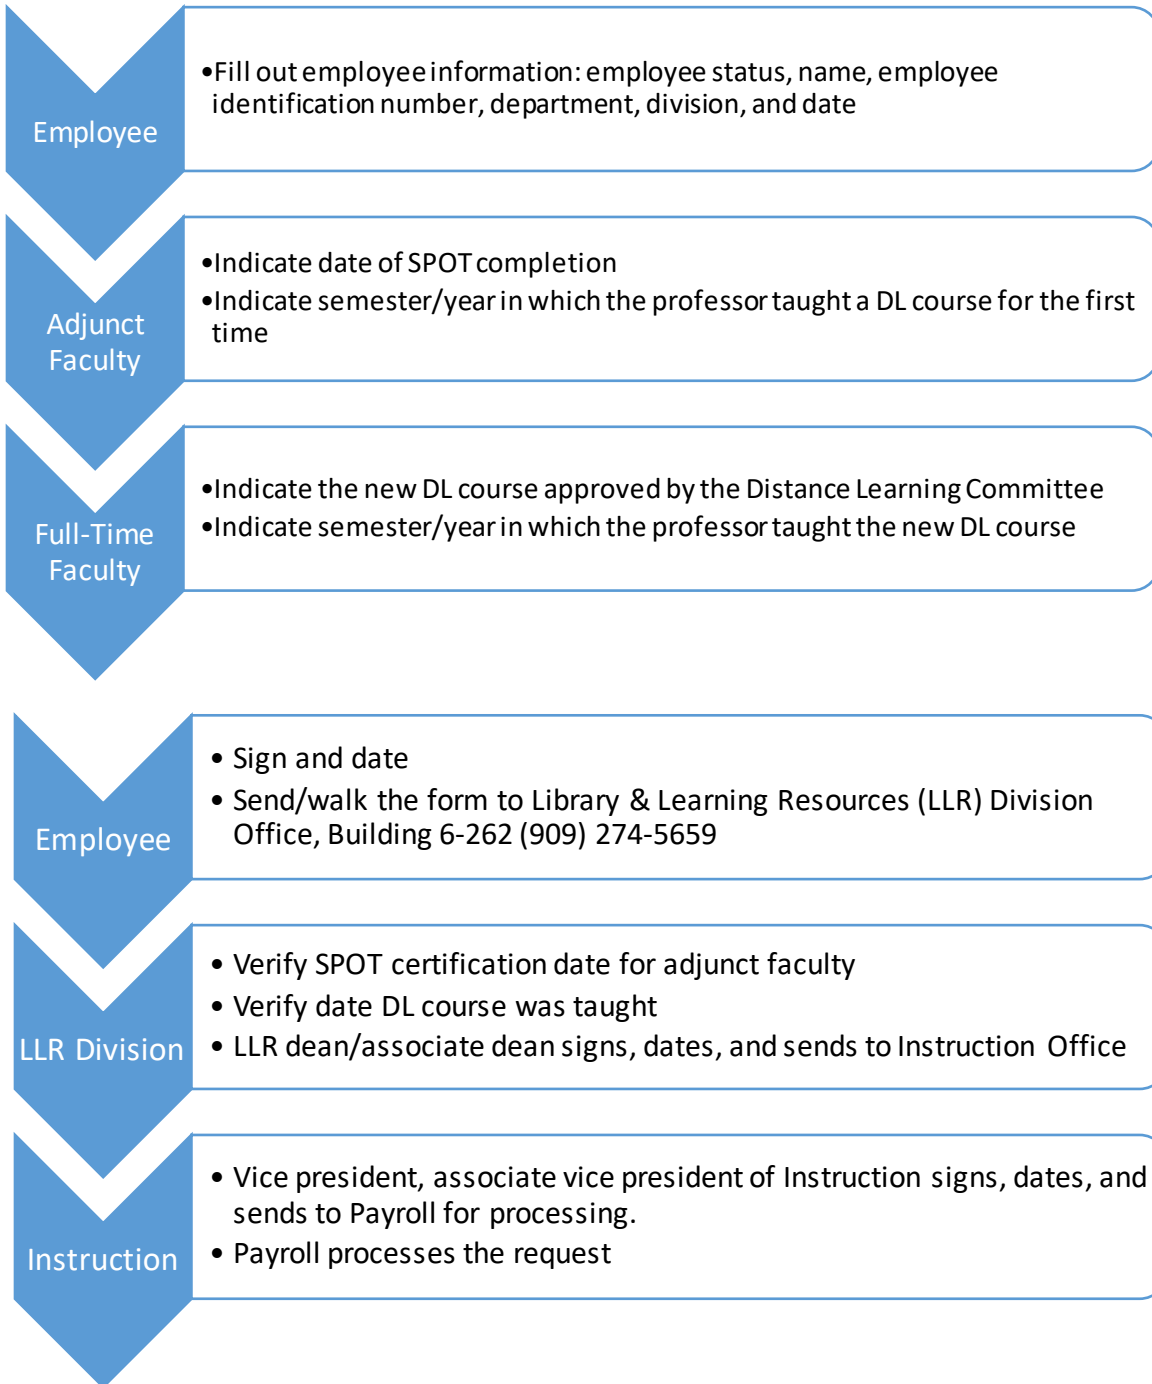 Employee
•Fill out employee information: employee status, name, employee
identification number, department, division, and date
Adjunct
Faculty
•Indicate date of SPOT completion
•Indicate semester/year in which the professor taught a DL course for the first
time
Full-Time
Faculty
•Indicate the new DL course approved by the Distance Learning Committee
•Indicate semester/year in which the professor taught the new DL course
Employee
• Sign and date
• Send/walk the form to Library & Learning Resources (LLR) Division
Office, Building 6-262 (909) 274-5659
LLR Division
• Verify SPOT certification date for adjunct faculty
• Verify date DL course was taught
• LLR dean/associate dean signs, dates, and sends to Instruction Office
Instruction
• Vice president, associate vice president of Instruction signs, dates, and
sends to Payroll for processing.
• Payroll processes the request